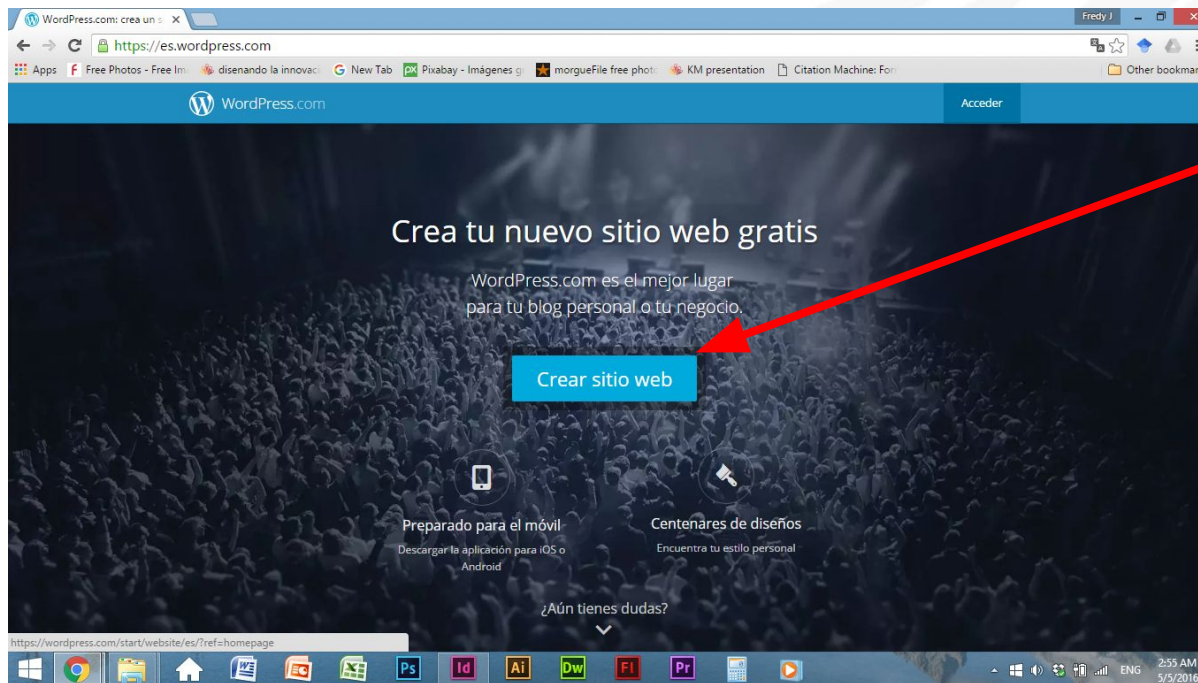 WordPress.com: crea un s
Fredy J
https://es.wordpress.com
Apps
Free Photos - Free Im
disenando la innovaci
New Tab
Pixabay - Imágenes g
morgueFile free phot
KM presentation
Citation Machine: For
Other bookmar
WordPress.com
Acceder
Crea tu nuevo sitio web gratis
WordPress.com es el mejor lugar
para tu blog personal o tu negocio.
Crear sitio web
Preparado para el móvil
Descargar la aplicación para iOS o
Android
Centenares de diseños
Encuentra tu estilo personal
¿Aún tienes dudas?
https://wordpress.com/start/website/es/?ref=homepage
Ps
Id
Ai
Dw
Fl
Pr
ENG
2:55 AM
5/5/2016